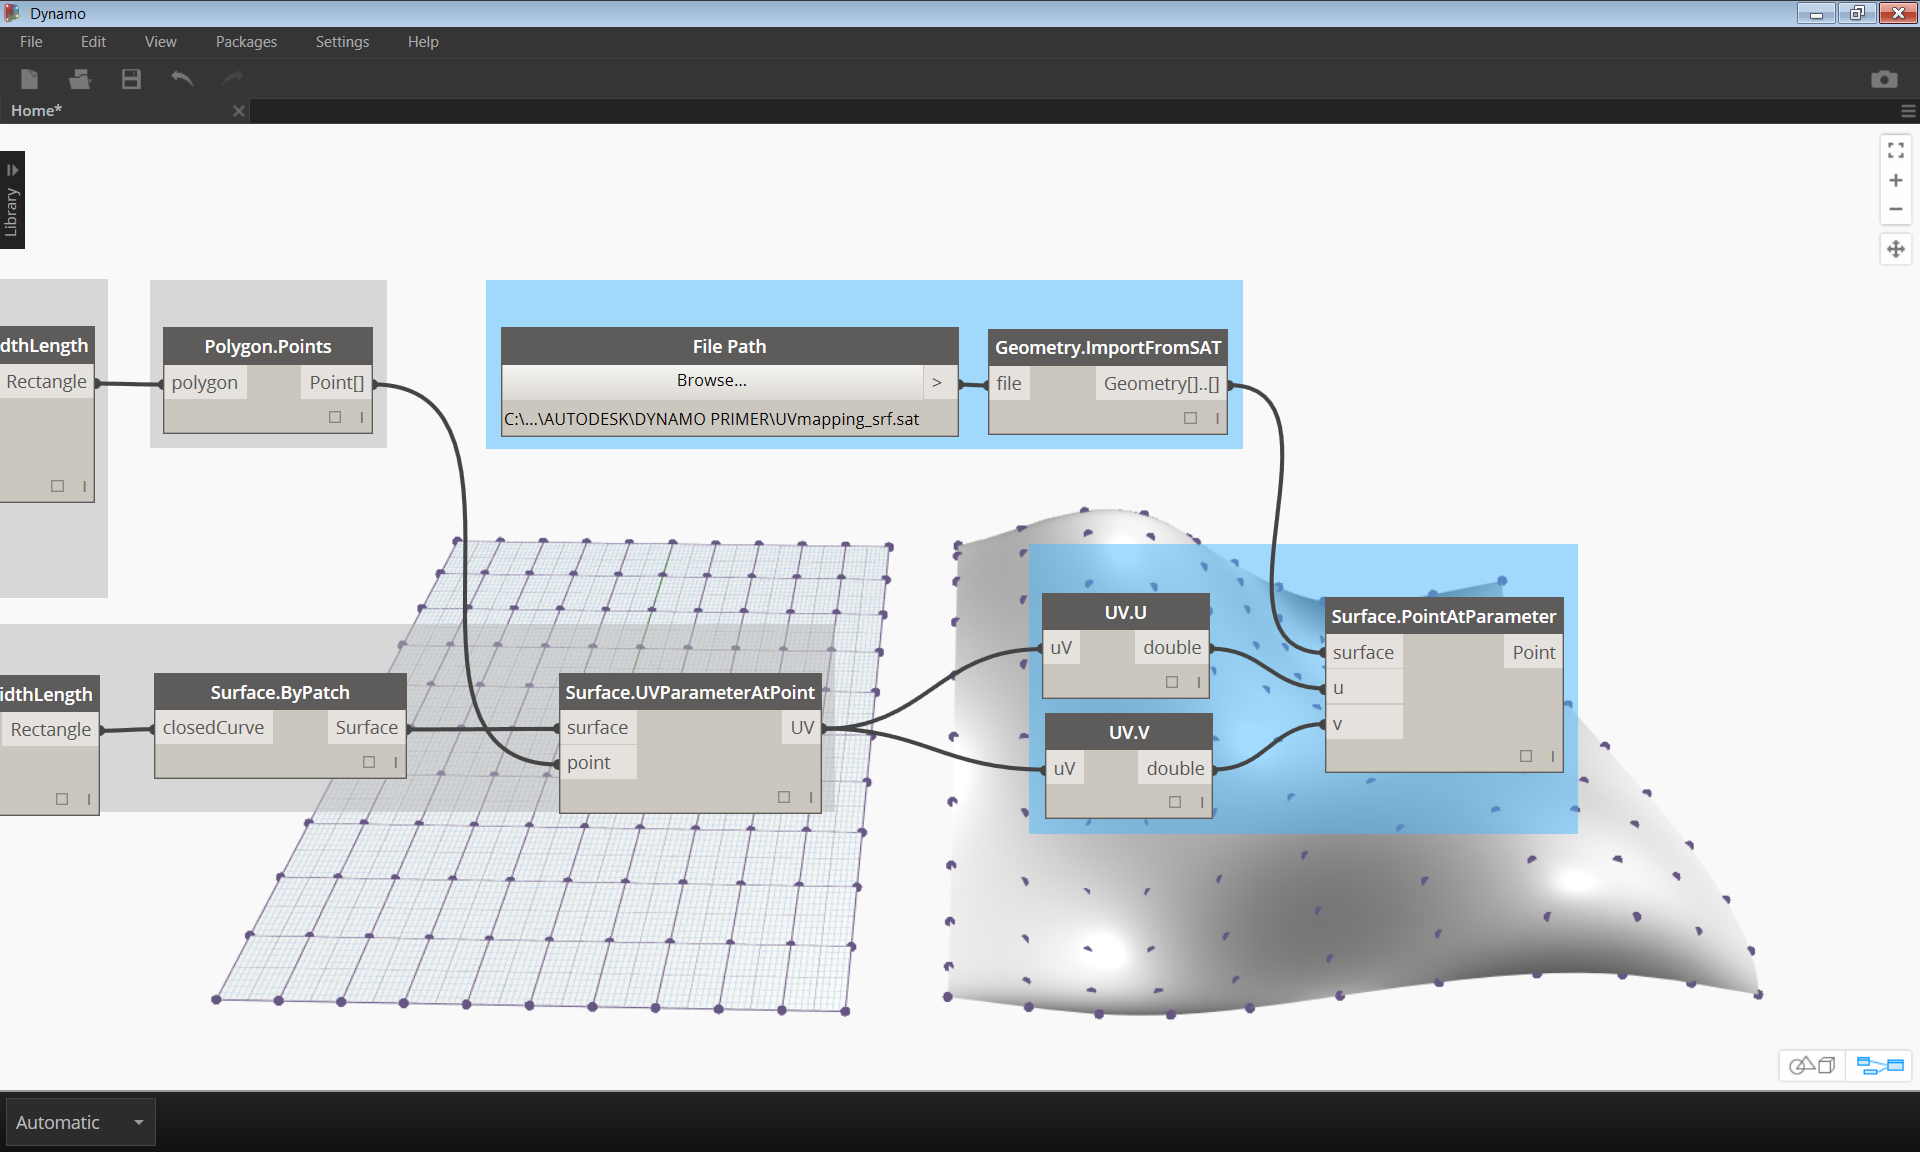 Dynamo
File Edit View Packages Settings Help
Home*
Library
dthLength
Rectangle
Polygon.Points
polygon Point[]
File Path
Browse... >
C:\...\AUTODESK\DYNAMO PRIMER\UVmapping_srf.sat
Geometry.ImportFromSAT
file Geometry[]..[]
idthLength
Rectangle
Surface.ByPatch
closedCurve Surface
Surface.UVParameterAtPoint
surface UV
point
UV.U
uV double
UV.V
uV double
Surface.PointAtParameter
surface Point
u
v
Automatic